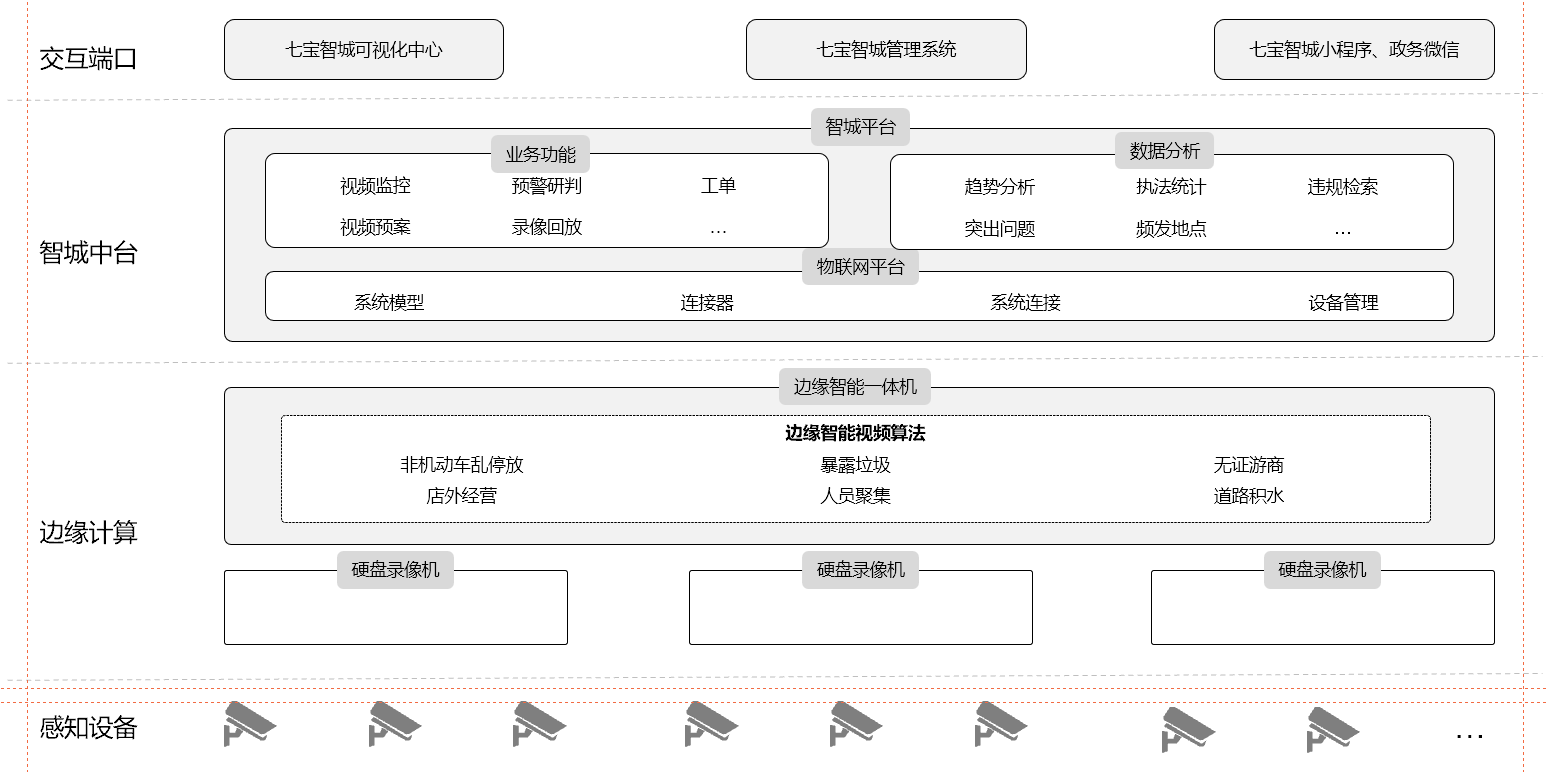 交互端口
七宝智城可视化中心
七宝智城管理系统
七宝智城小程序、政务微信
智城中台
智城平台
业务功能
视频监控 预警研判 工单
视频预案 录像回放 …
数据分析
趋势分析 执法统计 违规检索
突出问题 频发地点 …
物联网平台
系统模型 连接器 系统连接 设备管理
边缘计算
边缘智能一体机
边缘智能视频算法
非机动车乱停放 暴露垃圾 无证游商
店外经营 人员聚集 道路积水
硬盘录像机
硬盘录像机
硬盘录像机
感知设备
…